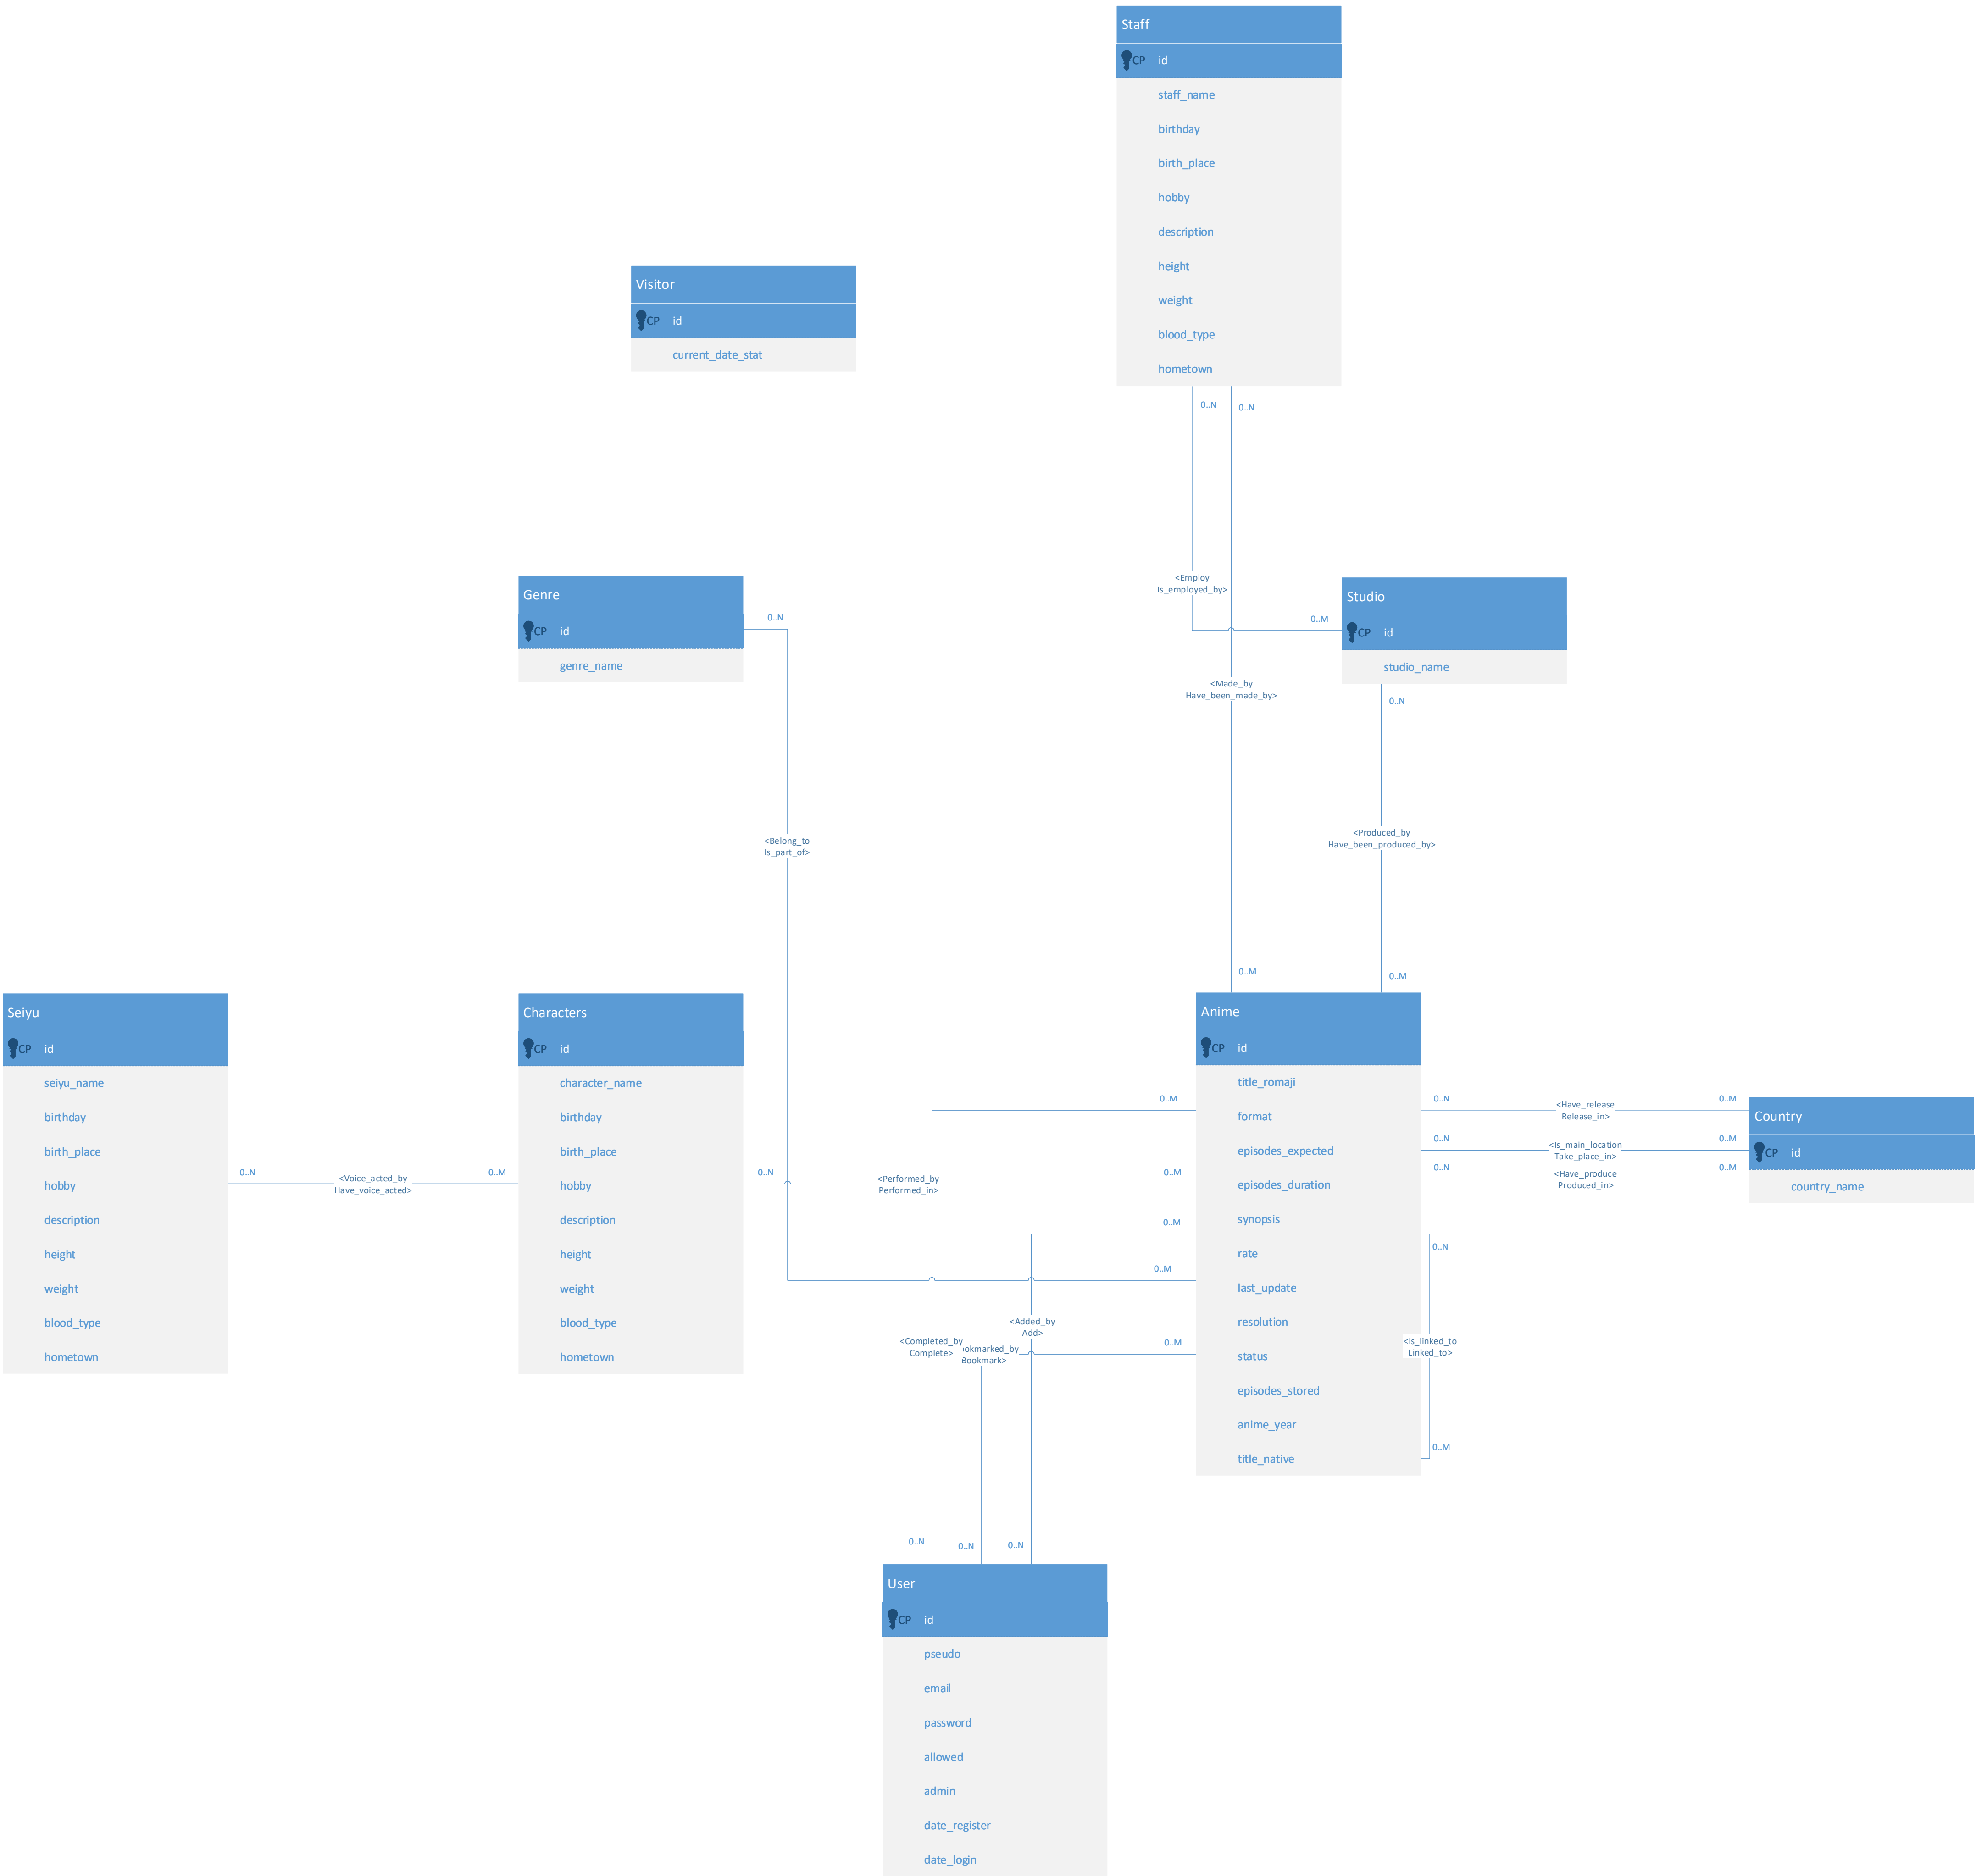 Staff
CP id
staff_name
birthday
birth_place
hobby
description
height
weight
blood_type
hometown
0..N
0..N
Visitor
CP id
current_date_stat
<Employ
Is_employed_by>
0..M
Genre
CP id
genre_name
0..N
Studio
CP id
studio_name
0..N
<Made_by
Have_been_made_by>
<Belong_to
Is_part_of>
<Produced_by
Have_been_produced_by>
0..M
0..M
Seiyu
CP id
seiyu_name
birthday
birth_place
hobby
description
height
weight
blood_type
hometown
0..N
<Voice_acted_by
Have_voice_acted>
0..M
Characters
CP id
character_name
birthday
birth_place
hobby
description
height
weight
blood_type
hometown
0..N
<Performed_by
Performed_in>
0..M
0..M
0..M
0..M
0..M
Anime
CP id
title_romaji
format
episodes_expected
episodes_duration
synopsis
rate
last_update
resolution
status
episodes_stored
anime_year
title_native
0..N
<Have_release
Release_in>
0..M
0..N
<Is_main_location
Take_place_in>
0..M
0..N
<Have_produce
Produced_in>
0..M
Country
CP id
country_name
0..N
<Is_linked_to
Linked_to>
0..M
<Added_by
Add>
<Completed_by
Complete>
ookmarked_by
Bookmark>
0..N
0..N
0..N
User
CP id
pseudo
email
password
allowed
admin
date_register
date_login